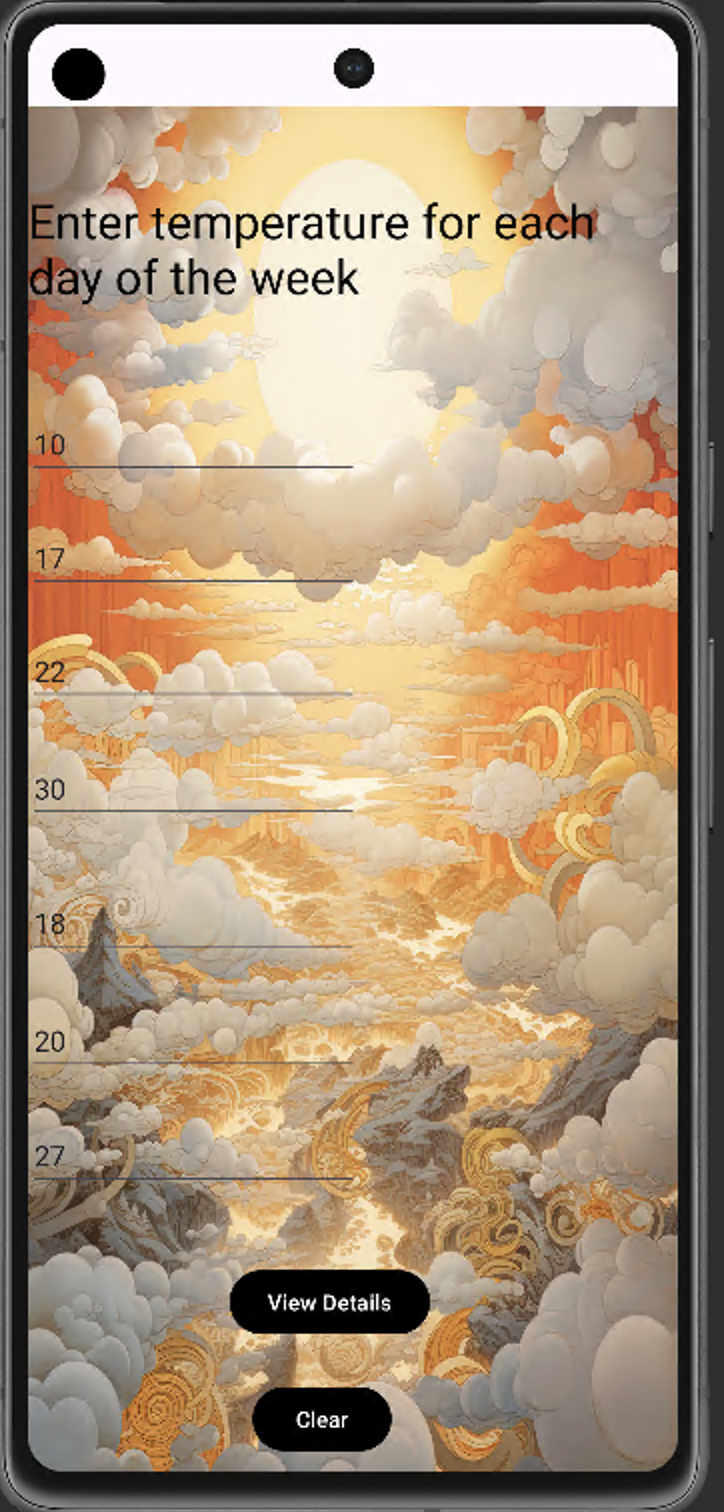 Enter temperature for each
day of the week
10
17
22
30
18
20
27
View Details
Clear